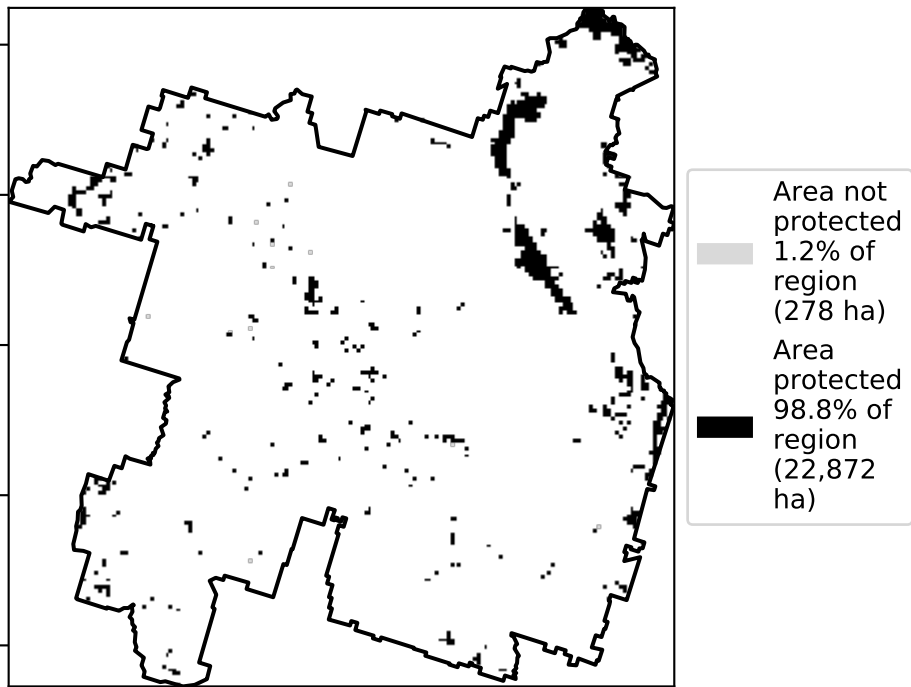 Area not
protected
1.2% of
region
(278 ha)
Area
protected
98.8% of
region
(22,872
ha)